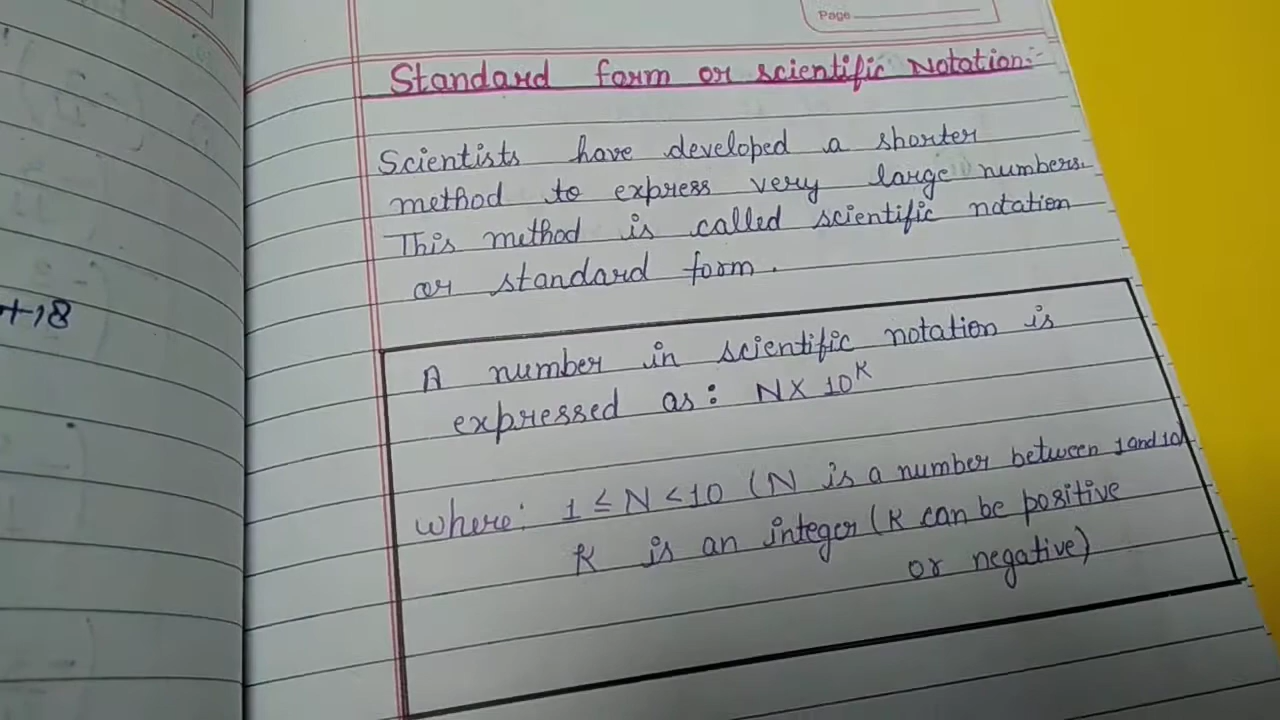 Page
Standard form or scientific Notation:-
Scientists have developed a shorter
method to express very large numbers.
This method is called scientific notation
or standard form.
+18
A number in scientific notation is
expressed as: N X 10^K
where: 1 ≤ N < 10 (N is a number between 1 and 10)
K is an integer (K can be positive
or negative)